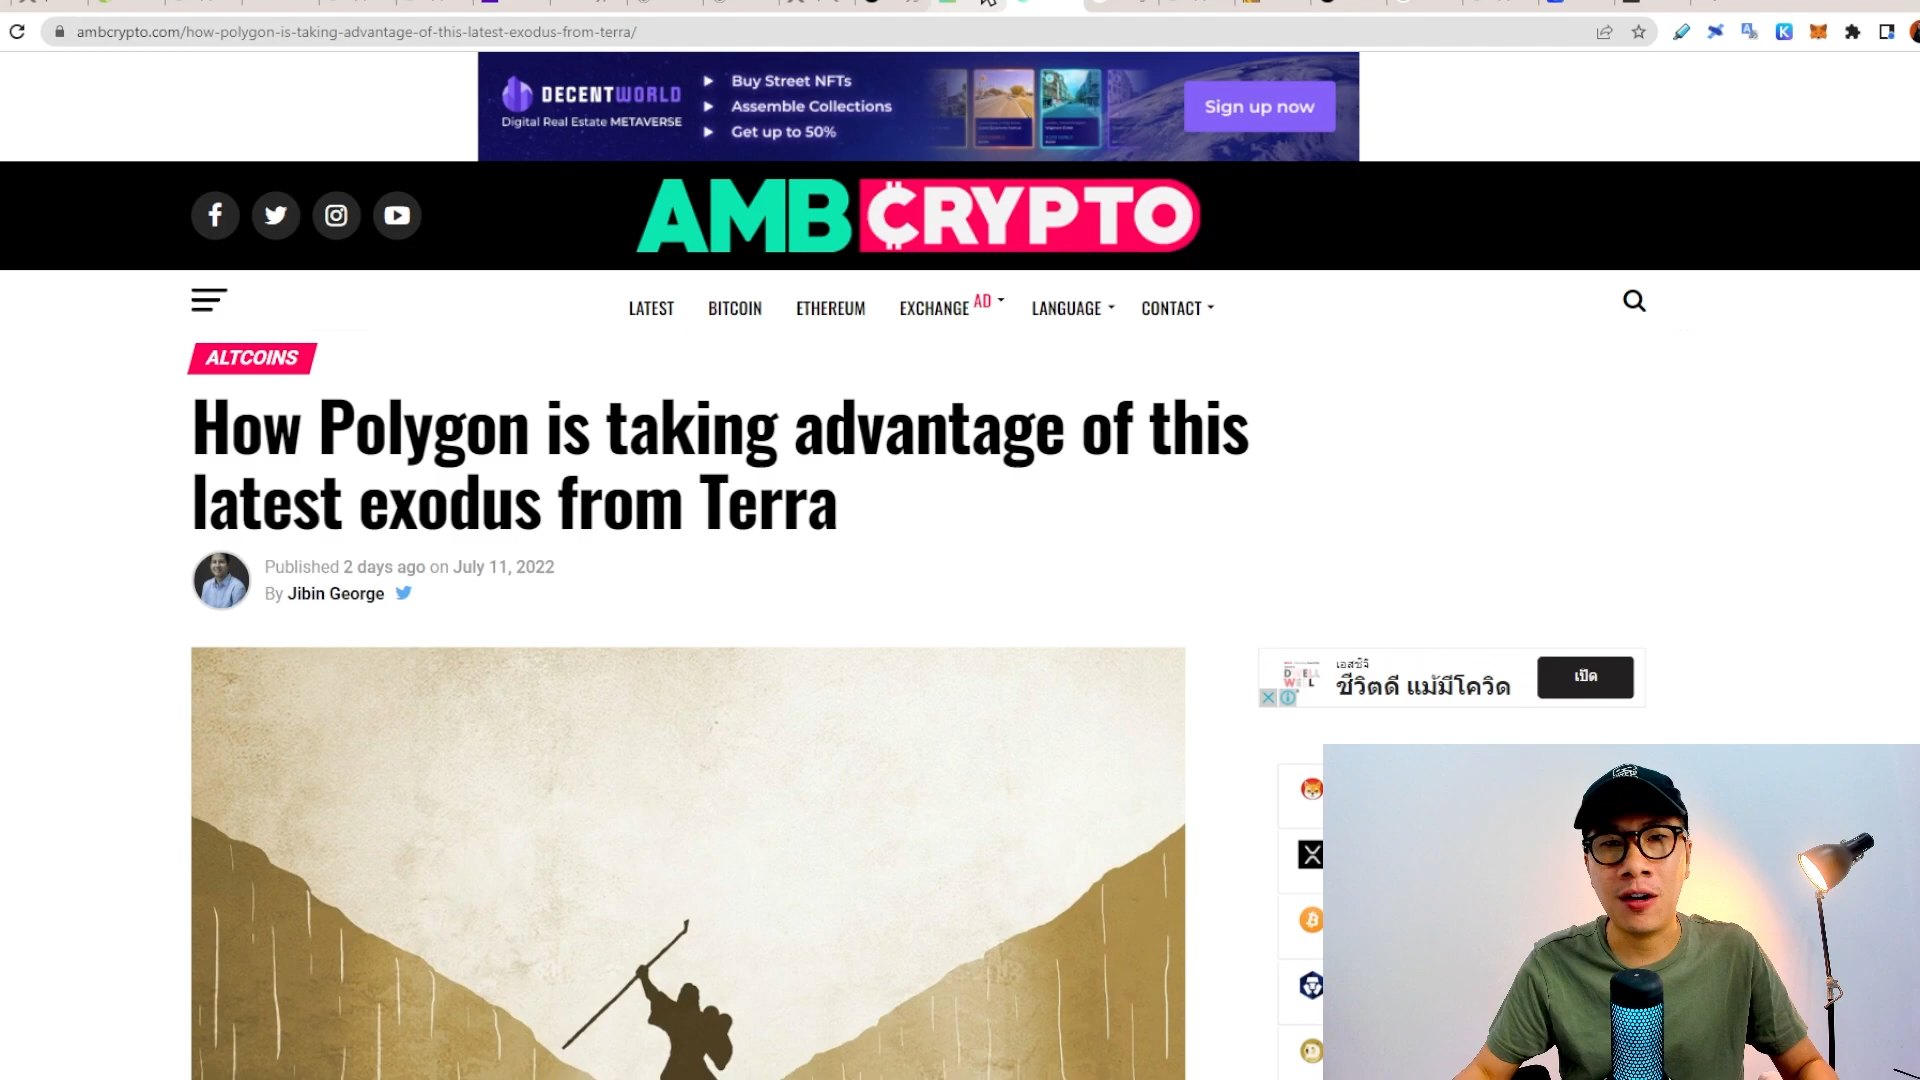 ambcrypto.com/how-polygon-is-taking-advantage-of-this-latest-exodus-from-terra/
DECENTWORLD
Digital Real Estate METAVERSE
Buy Street NFTs
Assemble Collections
Get up to 50%
Sign up now
AMBCRYPTO
LATEST BITCOIN ETHEREUM EXCHANGE AD LANGUAGE CONTACT
ALTCOINS
How Polygon is taking advantage of this
latest exodus from Terra
Published 2 days ago on July 11, 2022
By Jibin George
DWELL
WELL
เอสซีจี
ชีวิตดี แม้มีโควิด
เปิด